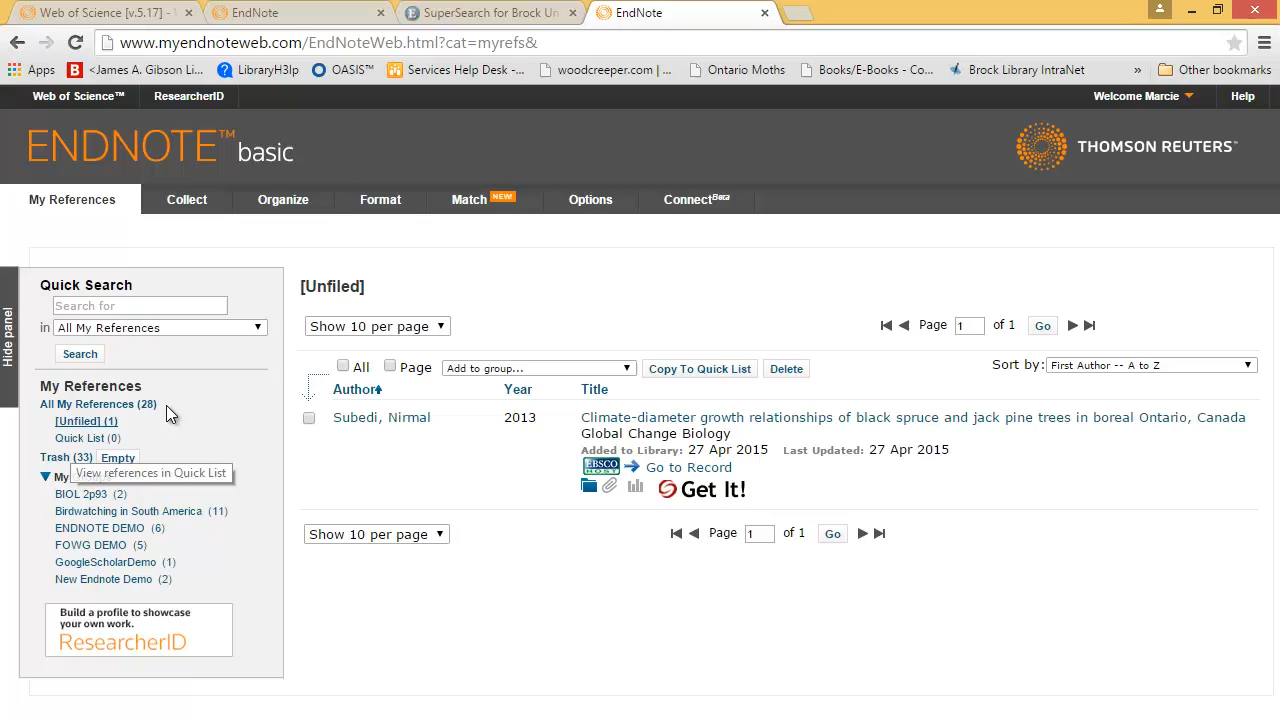 Web of Science [v.5.17] - W
EndNote
SuperSearch for Brock Un
EndNote
www.myendnoteweb.com/EndNoteWeb.html?cat=myrefs&
Apps
<James A. Gibson Li...
LibraryH3lp
OASIS™
Services Help Desk -...
woodcreeper.com | ...
Ontario Moths
Books/E-Books - Co...
Brock Library IntraNet
»
Other bookmarks
Web of Science™
ResearcherID
Welcome Marcie
Help
ENDNOTE™ basic
THOMSON REUTERS™
My References
Collect
Organize
Format
Match NEW!
Options
Connect Beta
Hide panel
Quick Search
Search for
in All My References
Search
My References
All My References (28)
[Unfiled] (1)
Quick List (0)
Trash (33) Empty
My
View references in Quick List
BIOL 2p93 (2)
Birdwatching in South America (11)
ENDNOTE DEMO (6)
FOWG DEMO (5)
GoogleScholarDemo (1)
New Endnote Demo (2)
Build a profile to showcase
your own work.
ResearcherID
[Unfiled]
Show 10 per page
Page 1 of 1 Go
All Page Add to group... Copy To Quick List Delete
Sort by: First Author -- A to Z
Author Year Title
Subedi, Nirmal 2013 Climate-diameter growth relationships of black spruce and jack pine trees in boreal Ontario, Canada
Global Change Biology
Added to Library: 27 Apr 2015 Last Updated: 27 Apr 2015
EBSCO HOST Go to Record
Get It!
Show 10 per page
Page 1 of 1 Go